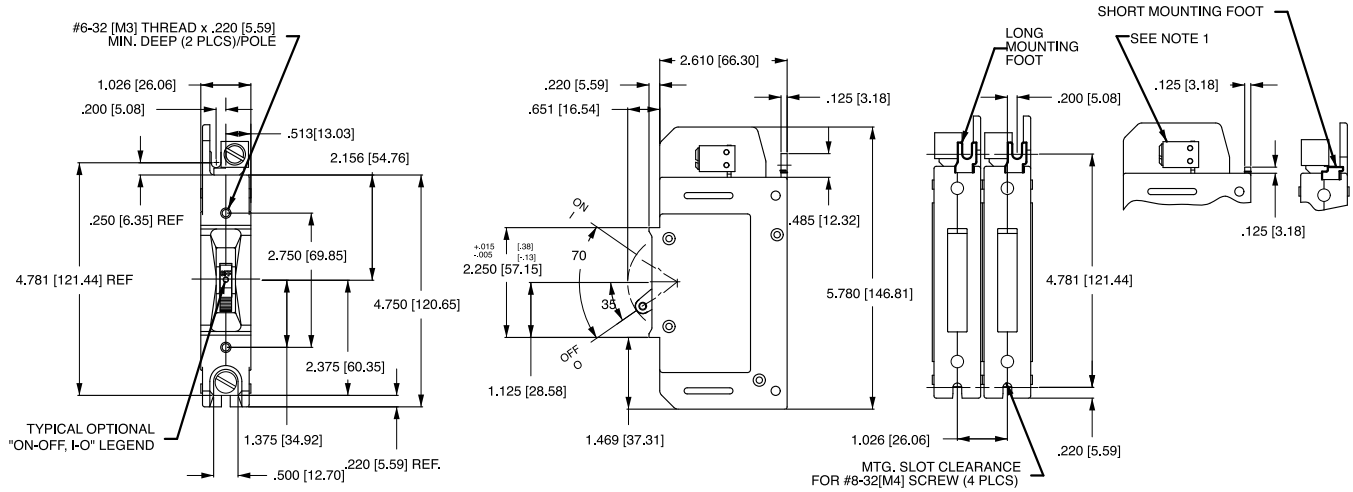 #6-32 [M3] THREAD x .220 [5.59]
MIN. DEEP (2 PLCS)/POLE
1.026 [26.06]
.200 [5.08]
.513[13.03]
2.156 [54.76]
.250 [6.35] REF
2.750 [69.85]
4.781 [121.44] REF
4.750 [120.65]
2.375 [60.35]
TYPICAL OPTIONAL
"ON-OFF, I-O" LEGEND
1.375 [34.92]
.220 [5.59] REF.
.500 [12.70]
2.610 [66.30]
.220 [5.59]
.651 [16.54]
.125 [3.18]
.485 [12.32]
ON
I
+.015 [.38]
-.005 [-.13]
2.250 [57.15]
70
35
OFF
O
5.780 [146.81]
1.125 [28.58]
1.469 [37.31]
LONG
MOUNTING
FOOT
.200 [5.08]
4.781 [121.44]
1.026 [26.06]
.220 [5.59]
MTG. SLOT CLEARANCE
FOR #8-32[M4] SCREW (4 PLCS)
SHORT MOUNTING FOOT
SEE NOTE 1
.125 [3.18]
.125 [3.18]